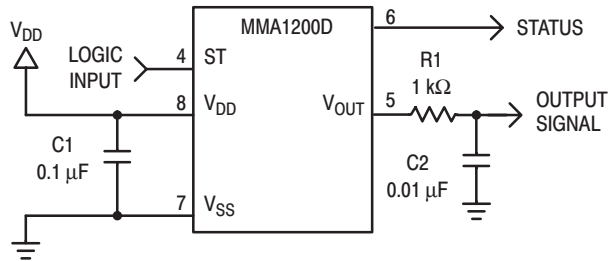 V_DD
LOGIC
INPUT
4
ST
8
V_DD
C1
0.1 μF
7
V_SS
MMA1200D
6
STATUS
V_OUT
5
R1
1 kΩ
OUTPUT
SIGNAL
C2
0.01 μF